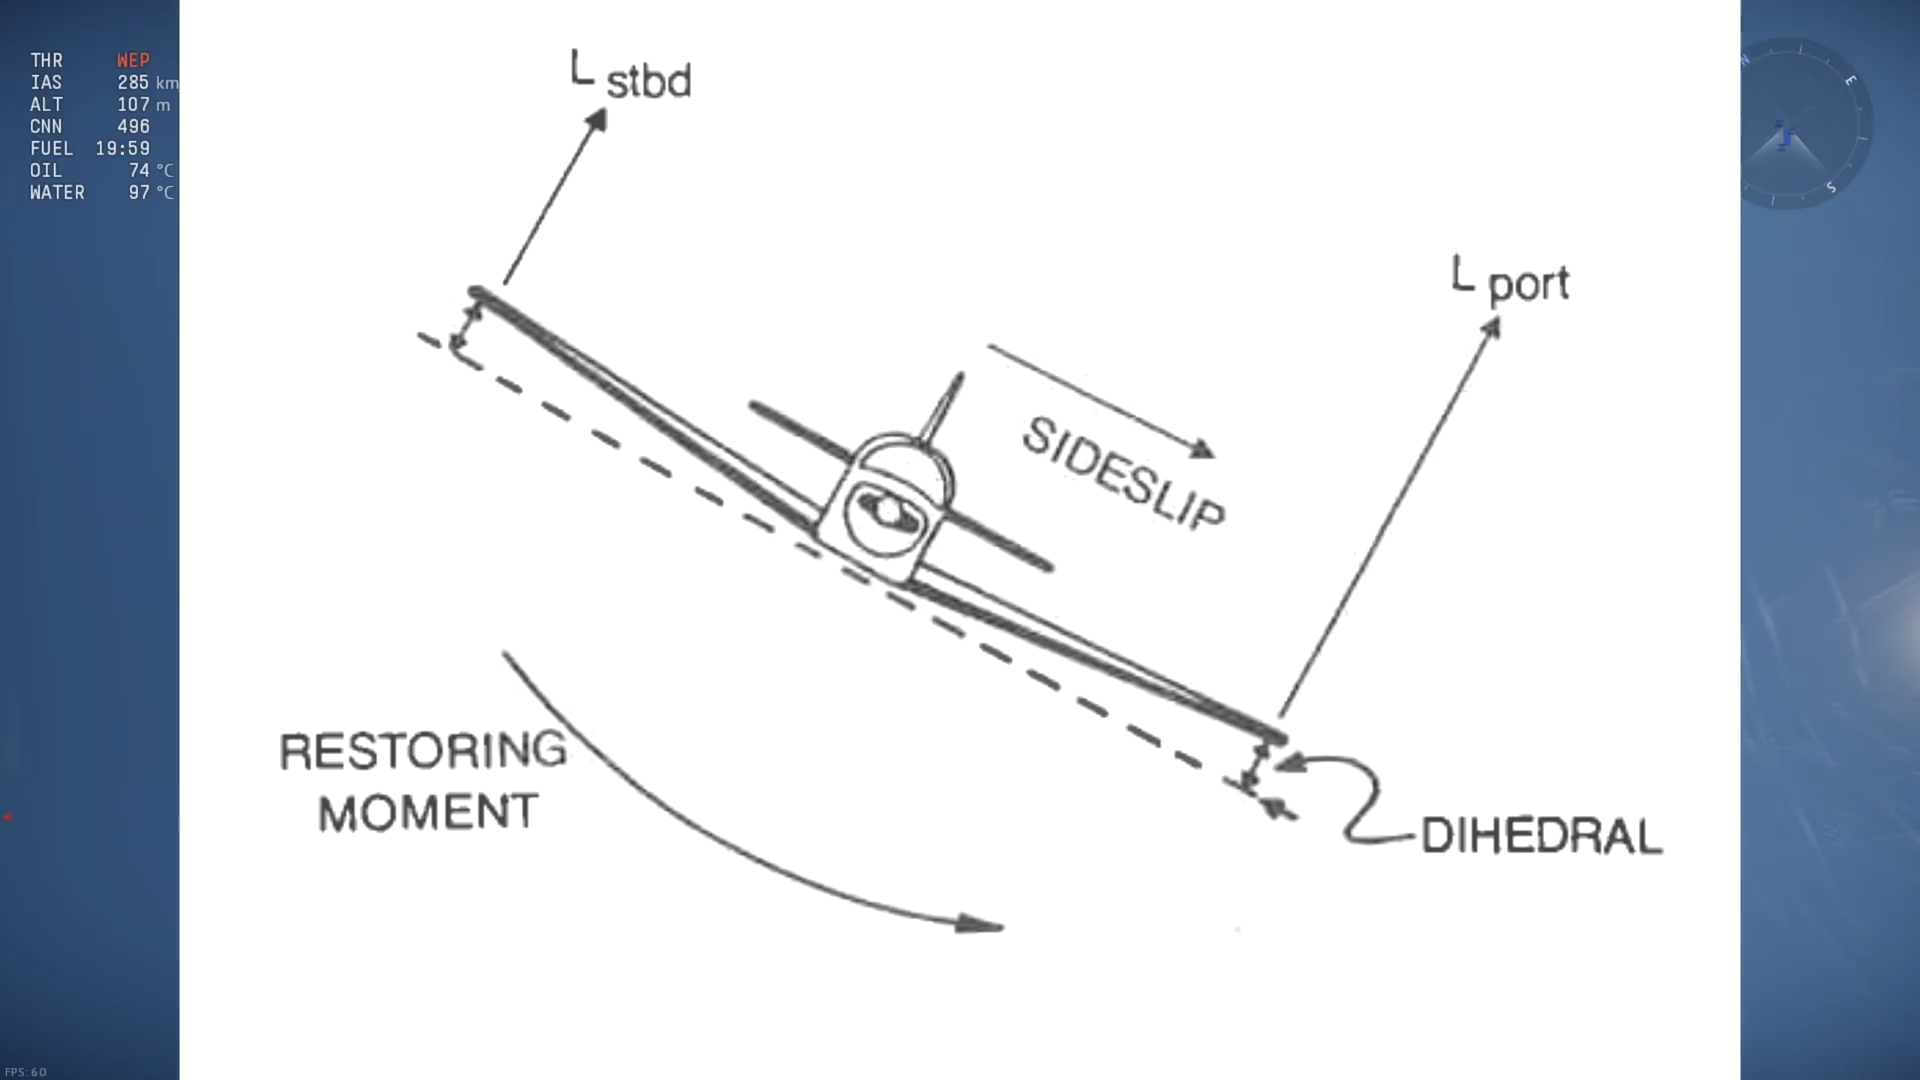 THR WEP
IAS 285 km
ALT 107 m
CNN 496
FUEL 19:59
OIL 74 °C
WATER 97 °C
L stbd
L port
SIDESLIP
RESTORING
MOMENT
DIHEDRAL
N
E
S
FPS: 60